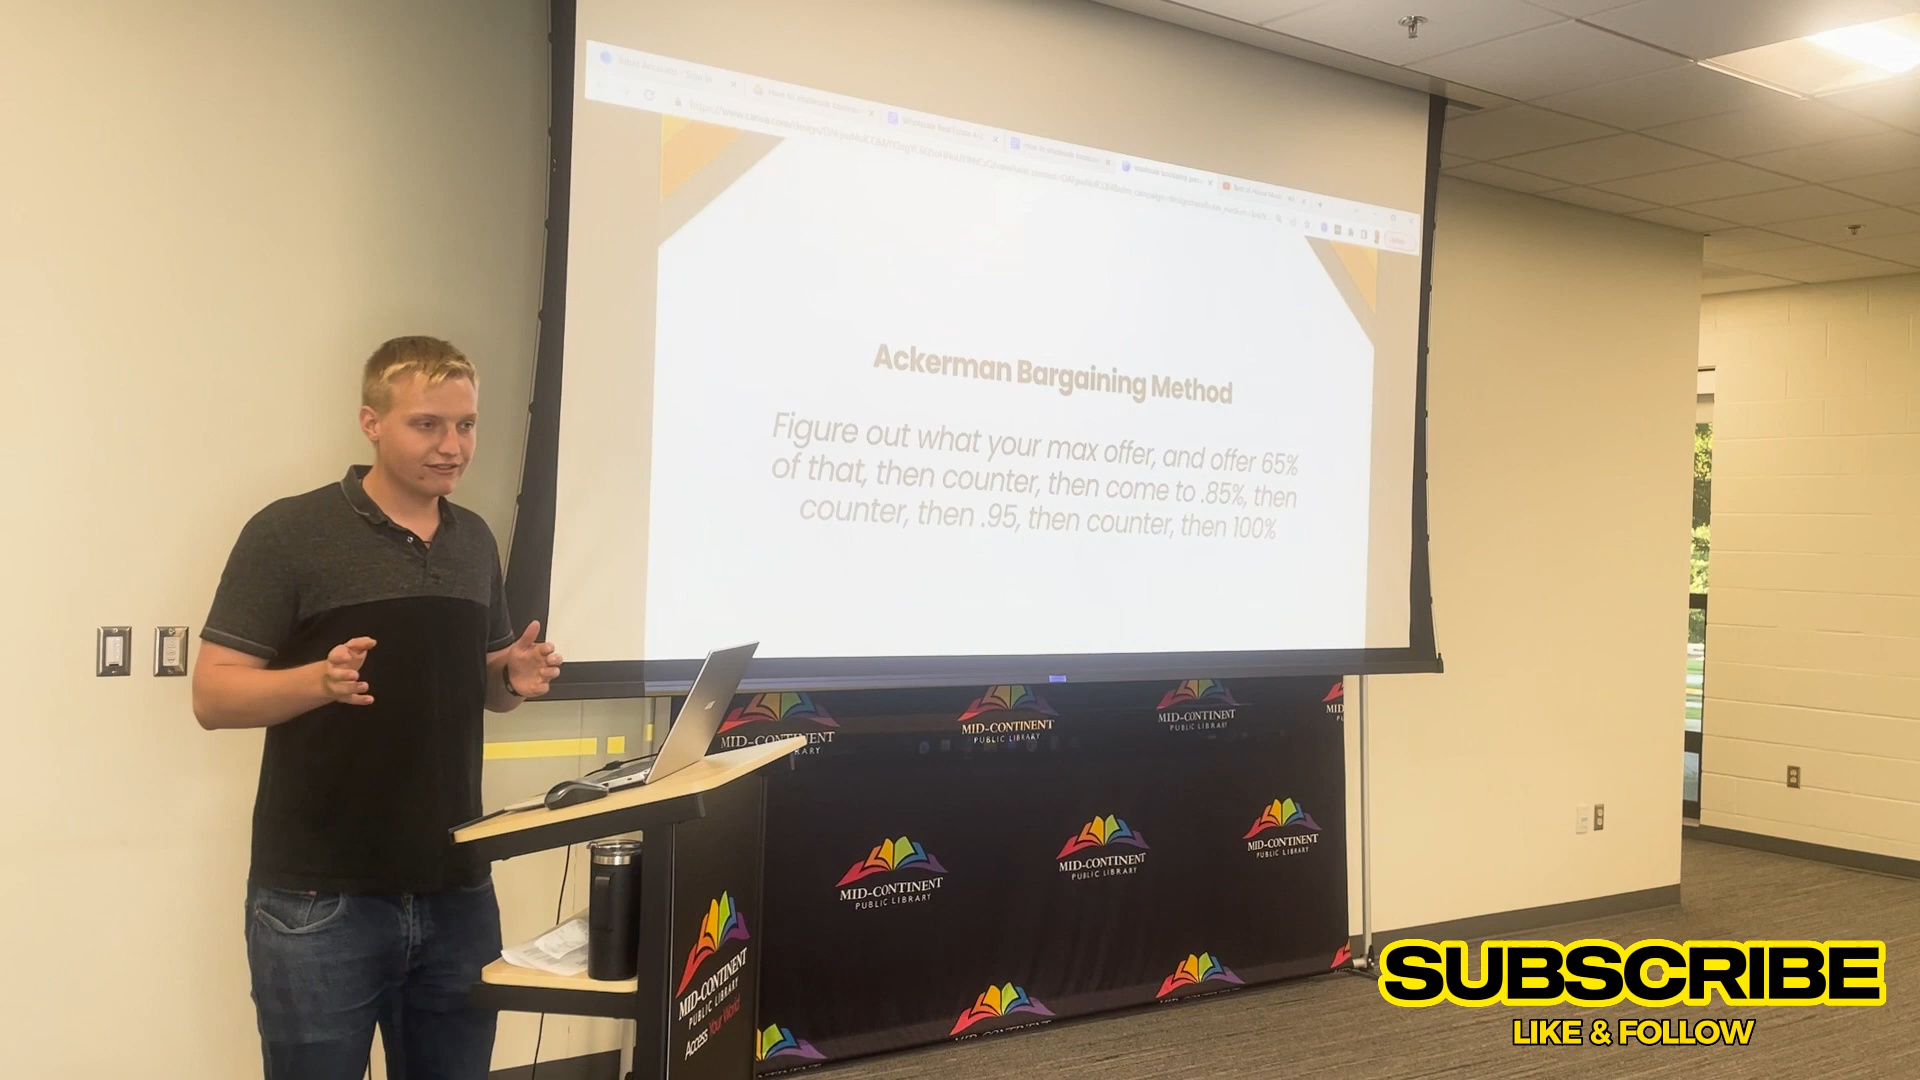 Ackerman Bargaining Method
Figure out what your max offer, and offer 65%
of that, then counter, then come to .85%, then
counter, then .95, then counter, then 100%
MID-CONTINENT
MID-CONTINENT
PUBLIC LIBRARY
MID-CONTINENT
PUBLIC LIBRARY
MID-CONTINENT
PUBLIC LIBRARY
MID-CONTINENT
PUBLIC LIBRARY
MID-CONTINENT
PUBLIC LIBRARY
MID-CONTINENT
PUBLIC LIBRARY
Access Your World
SUBSCRIBE
LIKE & FOLLOW